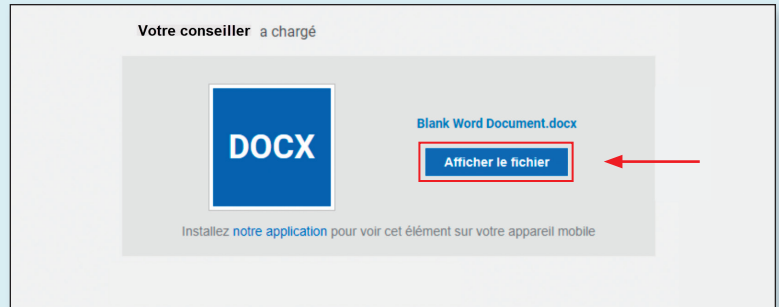 Votre conseiller a chargé
DOCX
Blank Word Document.docx
Afficher le fichier
Installez notre application pour voir cet élément sur votre appareil mobile